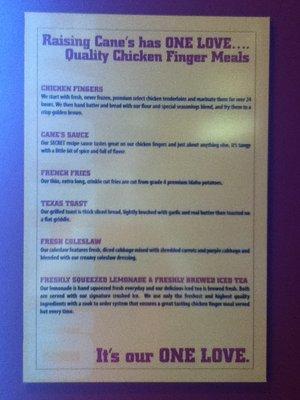 Raising Cane's has ONE LOVE....
Quality Chicken Finger Meals
CHICKEN FINGERS
We start with fresh, never frozen, premium select chicken tenderloins and marinate them for over 24
hours. We then hand batter and bread with our flour and special seasonings blend, and fry them to a
crisp golden brown.
CANE'S SAUCE
Our SECRET recipe sauce tastes great on our chicken fingers and just about anything else. It's tangy
with a little bit of spice and full of flavor.
FRENCH FRIES
Our thin, extra long, crinkle cut fries are cut from grade A premium Idaho potatoes.
TEXAS TOAST
Our grilled toast is thick sliced bread, lightly brushed with garlic and real butter then toasted on
a flat griddle.
FRESH COLESLAW
Our coleslaw features fresh, diced cabbage mixed with shredded carrots and purple cabbage and
blended with our creamy coleslaw dressing.
FRESHLY SQUEEZED LEMONADE & FRESHLY BREWED ICED TEA
Our lemonade is hand squeezed fresh everyday and our delicious iced tea is brewed fresh. Both
are served with our signature crushed ice. We use only the freshest and highest quality
ingredients with a cook to order system that ensures a great tasting chicken finger meal served
hot every time.
It's our ONE LOVE.